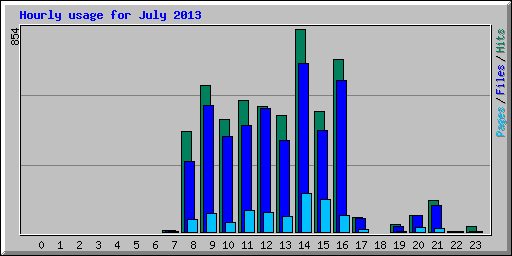 Hourly usage for July 2013
854
Pages / Files / Hits
0 1 2 3 4 5 6 7 8 9 10 11 12 13 14 15 16 17 18 19 20 21 22 23